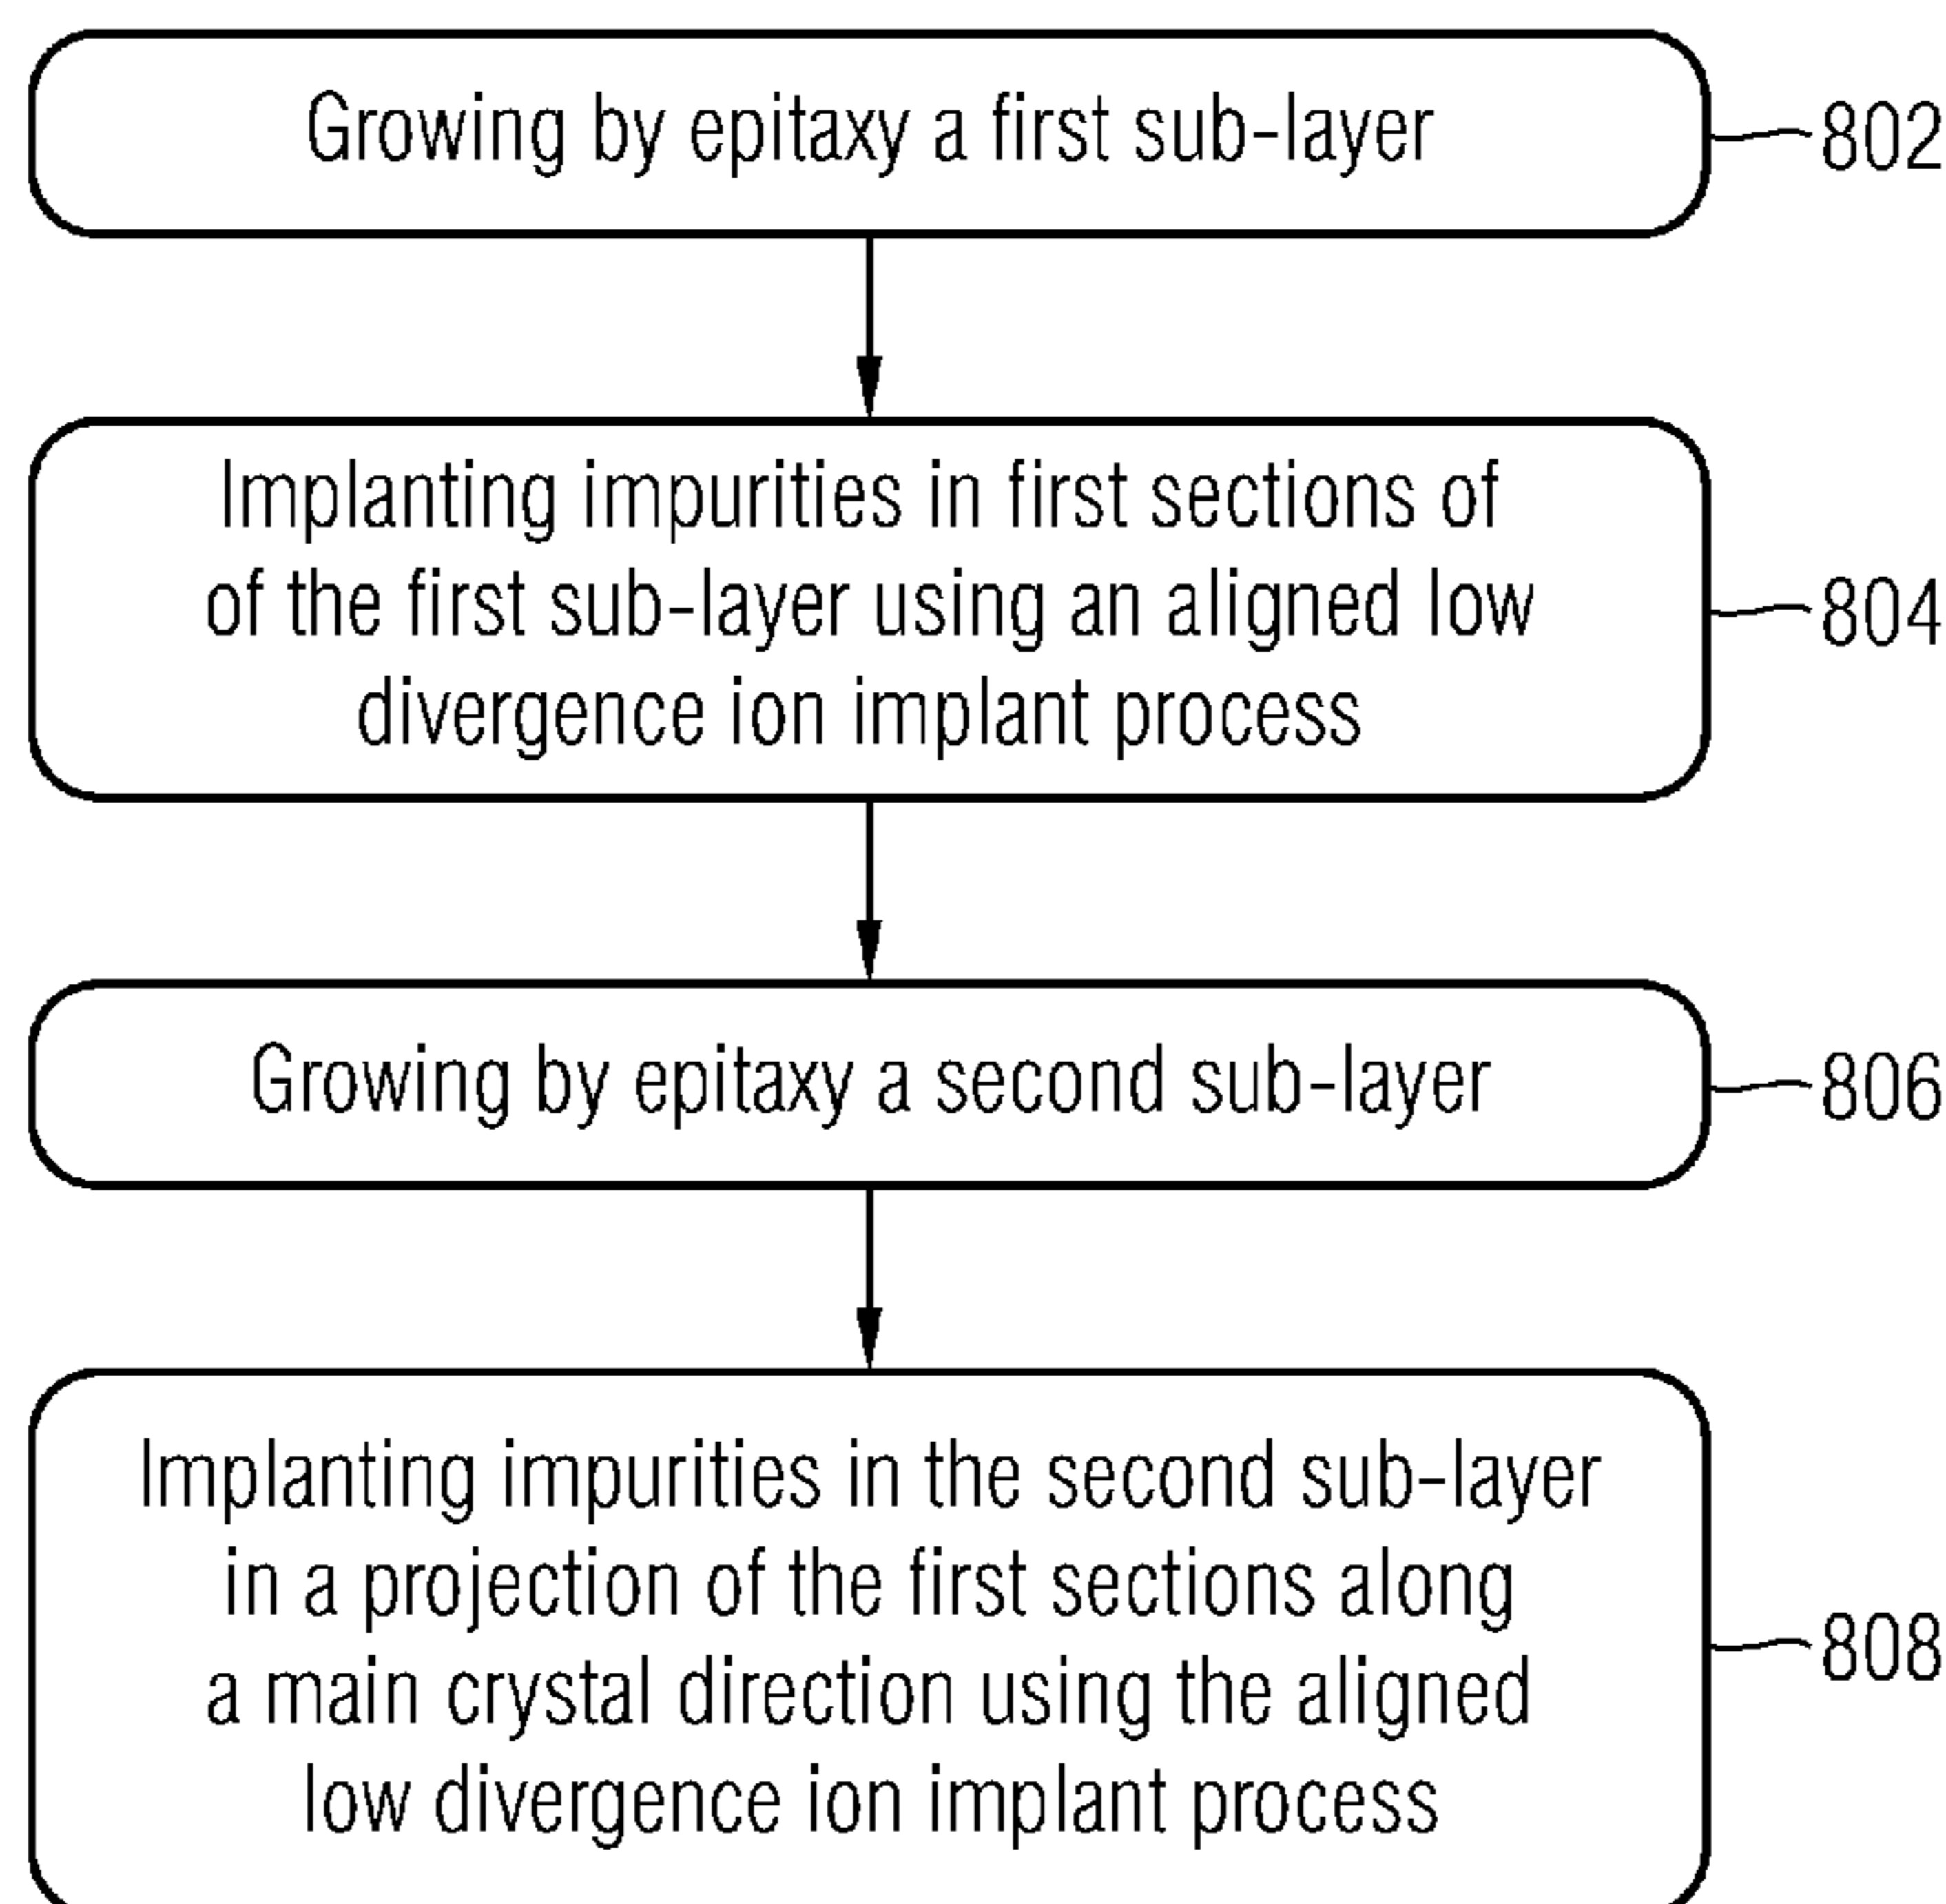 Growing by epitaxy a first sub-layer
802
Implanting impurities in first sections of
of the first sub-layer using an aligned low
divergence ion implant process
804
Growing by epitaxy a second sub-layer
806
Implanting impurities in the second sub-layer
in a projection of the first sections along
a main crystal direction using the aligned
low divergence ion implant process
808